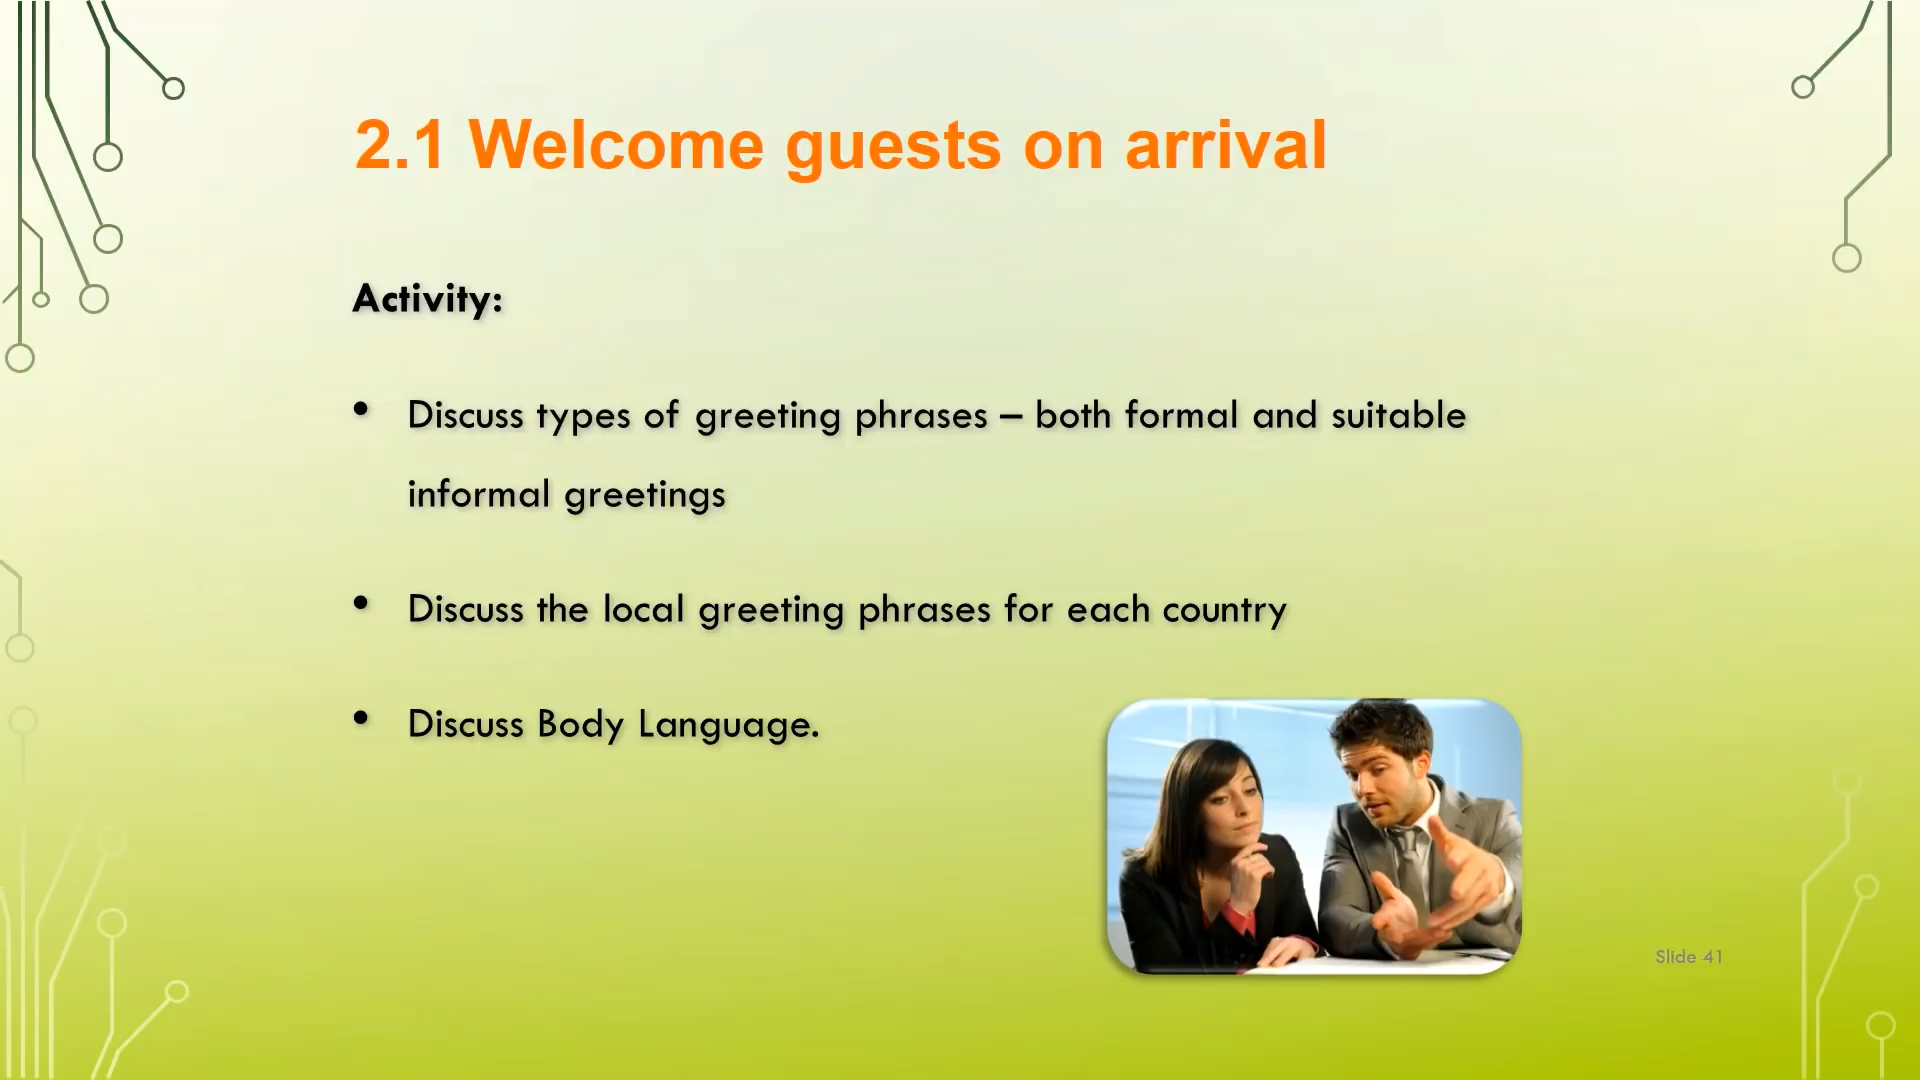 2.1 Welcome guests on arrival
Activity:
• Discuss types of greeting phrases – both formal and suitable
informal greetings
• Discuss the local greeting phrases for each country
• Discuss Body Language.
Slide 41